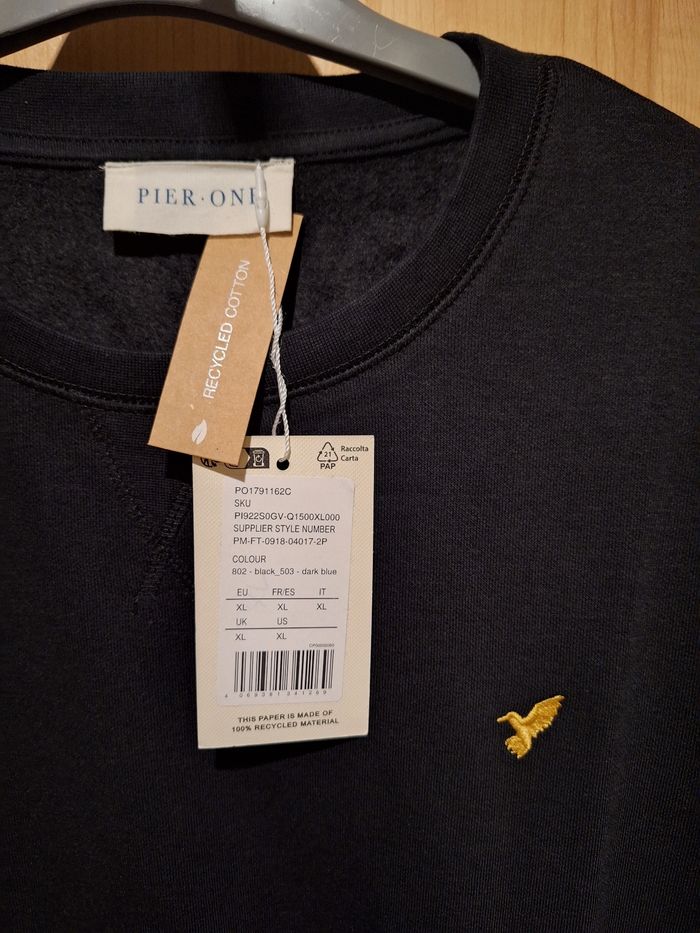 PIER·ONE
RECYCLED COTTON
21
PAP
Raccolta
Carta
PO1791162C
SKU
PI922S0GV-Q1500XL000
SUPPLIER STYLE NUMBER
PM-FT-0918-04017-2P
COLOUR
802 - black_503 - dark blue
EU FR/ES IT
XL XL XL
UK US
XL XL
THIS PAPER IS MADE OF
100% RECYCLED MATERIAL